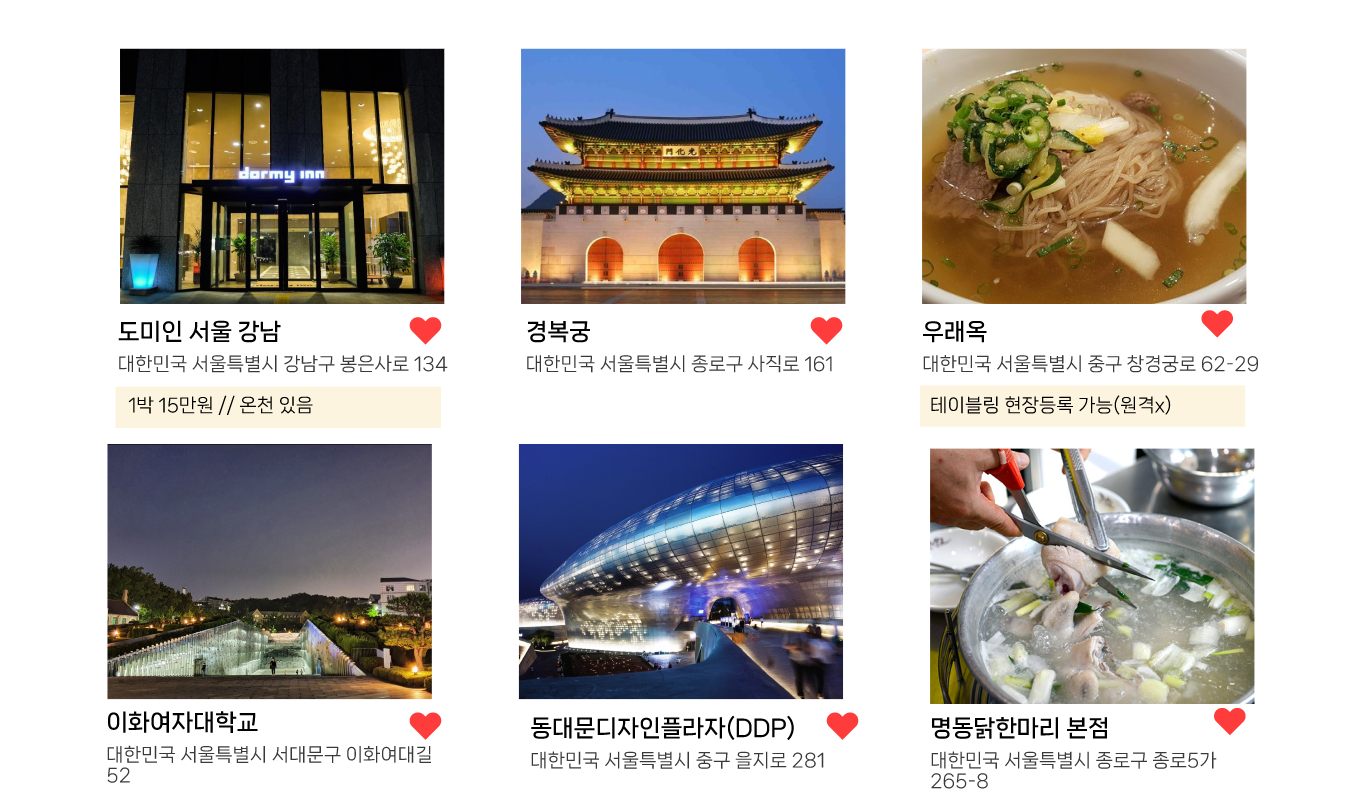 dormy inn
光化門
도미인 서울 강남
대한민국 서울특별시 강남구 봉은사로 134
1박 15만원 // 온천 있음
경복궁
대한민국 서울특별시 종로구 사직로 161
우래옥
대한민국 서울특별시 중구 창경궁로 62-29
테이블링 현장등록 가능(원격x)
이화여자대학교
대한민국 서울특별시 서대문구 이화여대길
52
동대문디자인플라자(DDP)
대한민국 서울특별시 중구 을지로 281
명동닭한마리 본점
대한민국 서울특별시 종로구 종로5가
265-8